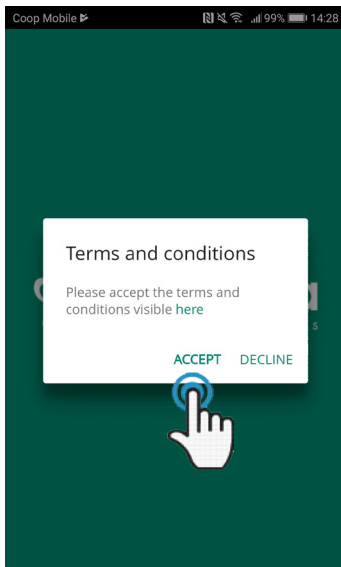 Coop Mobile 99% 14:28
Terms and conditions
Please accept the terms and
conditions visible here
ACCEPT DECLINE